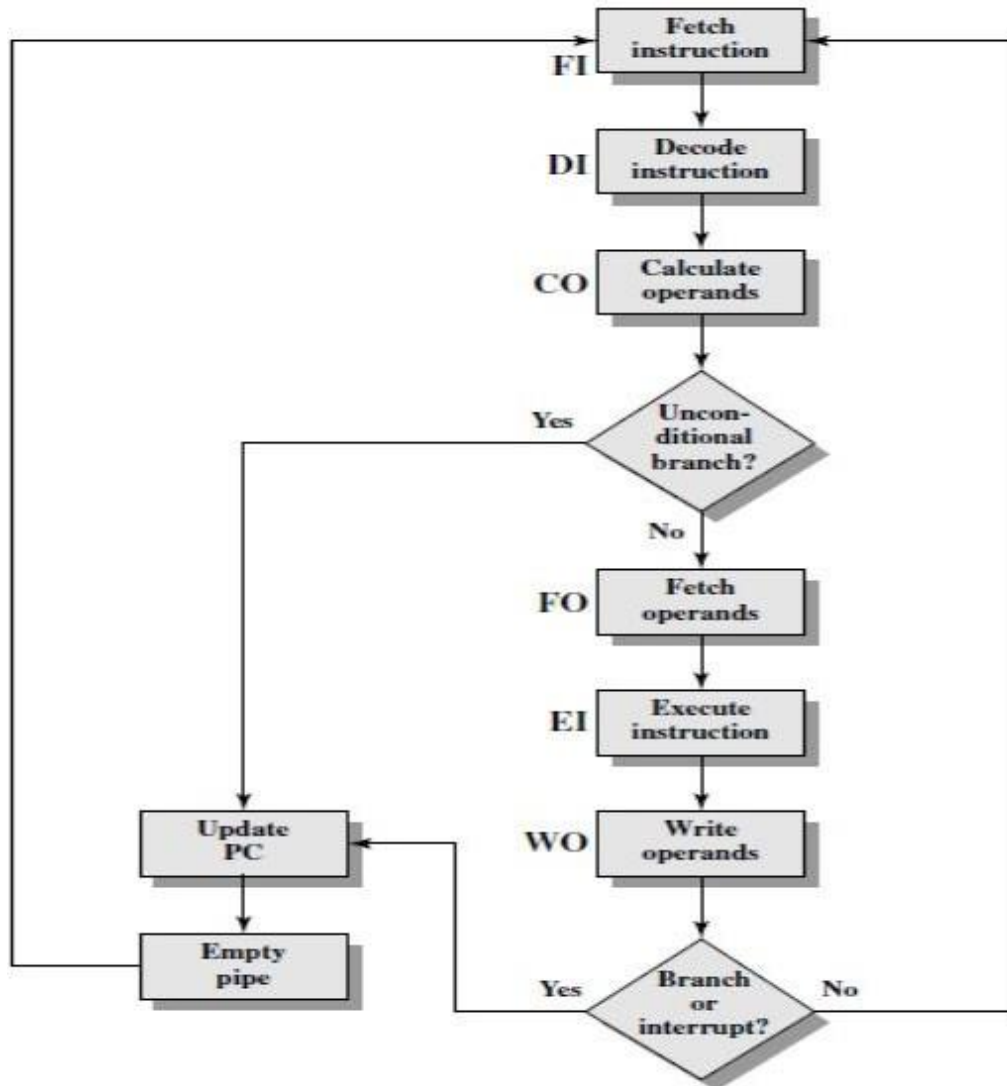 Fetch
instruction
FI
Decode
instruction
DI
Calculate
operands
CO
Uncon-
ditional
branch?
Yes
No
Fetch
operands
FO
Execute
instruction
EI
Write
operands
WO
Update
PC
Empty
pipe
Branch
or
interrupt?
Yes
No